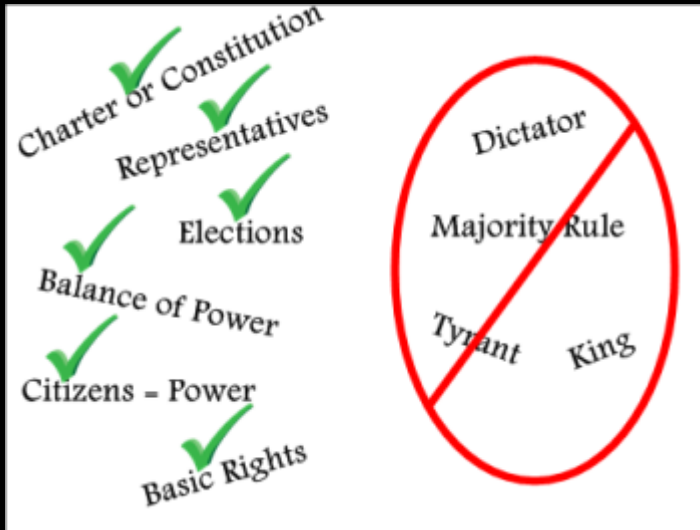 Charter or Constitution
Representatives
Elections
Balance of Power
Citizens = Power
Basic Rights
Dictator
Majority Rule
Tyrant
King